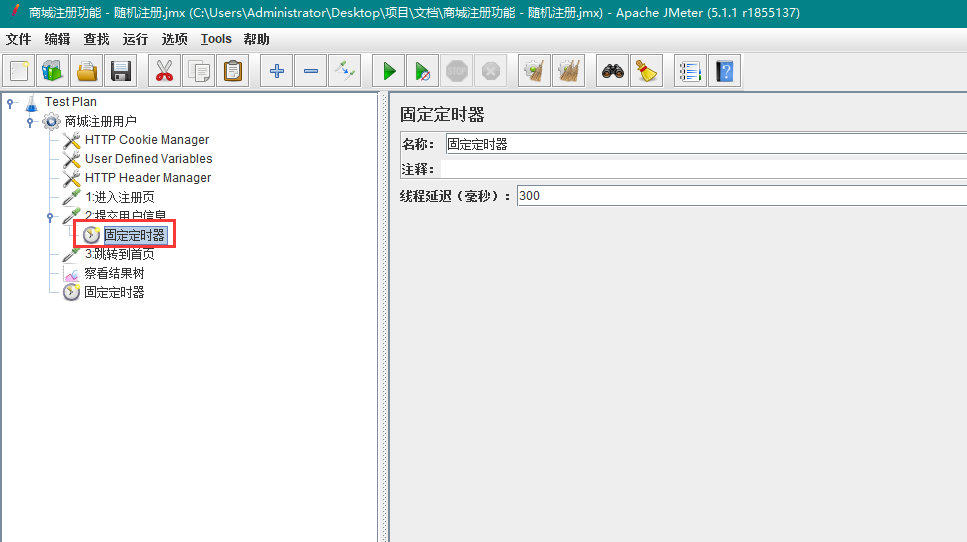 商城注册功能 - 随机注册.jmx (C:\Users\Administrator\Desktop\项目\文档\商城注册功能 - 随机注册.jmx) - Apache JMeter (5.1.1 r1855137)
文件 编辑 查找 运行 选项 Tools 帮助
STOP
Test Plan
商城注册用户
HTTP Cookie Manager
User Defined Variables
HTTP Header Manager
1:进入注册页
2:提交用户信息
固定定时器
3:跳转到首页
察看结果树
固定定时器
固定定时器
名称: 固定定时器
注释:
线程延迟（毫秒）: 300